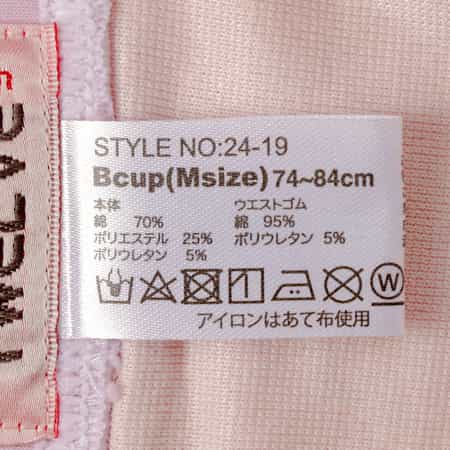 TWELVE
STYLE NO:24-19
Bcup(Msize) 74~84cm
本体 ウエストゴム
綿 70% 綿 95%
ポリエステル 25% ポリウレタン 5%
ポリウレタン 5%
W
アイロンはあて布使用